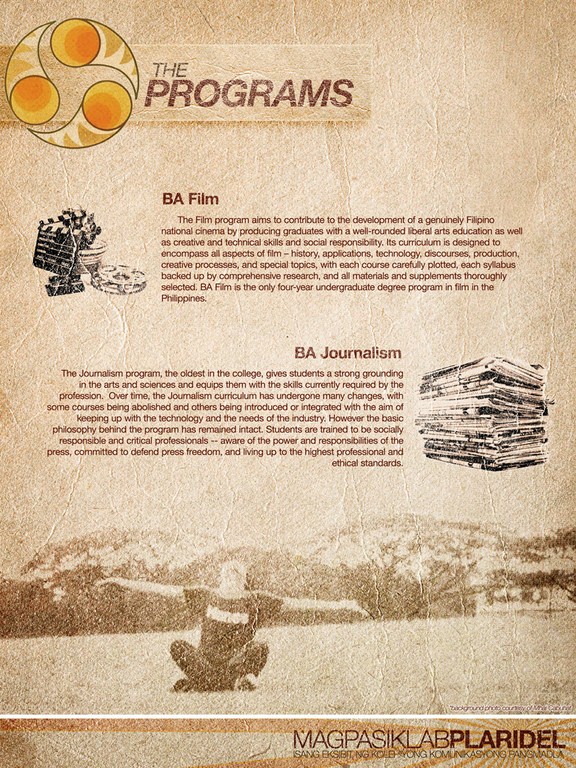 THE
PROGRAMS
BA Film
The Film program aims to contribute to the development of a genuinely Filipino
national cinema by producing graduates with a well-rounded liberal arts education as well
as creative and technical skills and social responsibility. Its curriculum is designed to
encompass all aspects of film – history, applications, technology, discourses, production,
creative processes, and special topics, with each course carefully plotted, each syllabus
backed up by comprehensive research, and all materials and supplements thoroughly
selected. BA Film is the only four-year undergraduate degree program in film in the
Philippines.
BA Journalism
The Journalism program, the oldest in the college, gives students a strong grounding
in the arts and sciences and equips them with the skills currently required by the
profession. Over time, the Journalism curriculum has undergone many changes, with
some courses being abolished and others being introduced or integrated with the aim of
keeping up with the technology and the needs of the industry. However the basic
philosophy behind the program has remained intact. Students are trained to be socially
responsible and critical professionals -- aware of the power and responsibilities of the
press, committed to defend press freedom, and living up to the highest professional and
ethical standards.
*background photo courtesy of
MAGPASIKLABPLARIDEL
ISANG EKSIBIT NG KOLEHIYONG KOMUNIKASYONG PANGMADLA